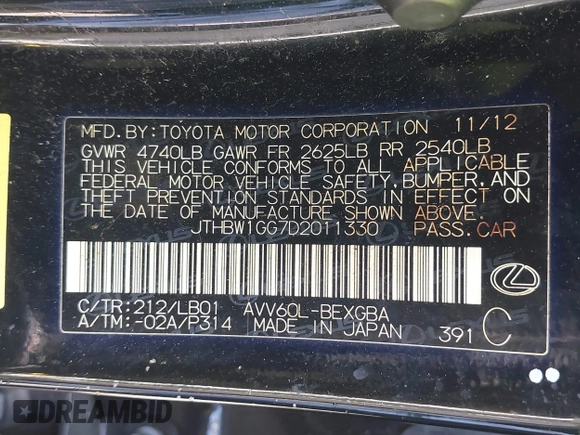 MFD.BY:TOYOTA MOTOR CORPORATION 11/12
GVWR 4740LB GAWR FR 2625LB RR 2540LB
THIS VEHICLE CONFORMS TO ALL APPLICABLE
FEDERAL MOTOR VEHICLE SAFETY,BUMPER,AND
THEFT PREVENTION STANDARDS IN EFFECT ON
THE DATE OF MANUFACTURE SHOWN ABOVE.
JTHBW1GG7D2011330 PASS.CAR
C/TR:212/LB01 AVV60L-BEXGBA
A/TM:-02A/P314 MADE IN JAPAN 391 C
DREAMBID